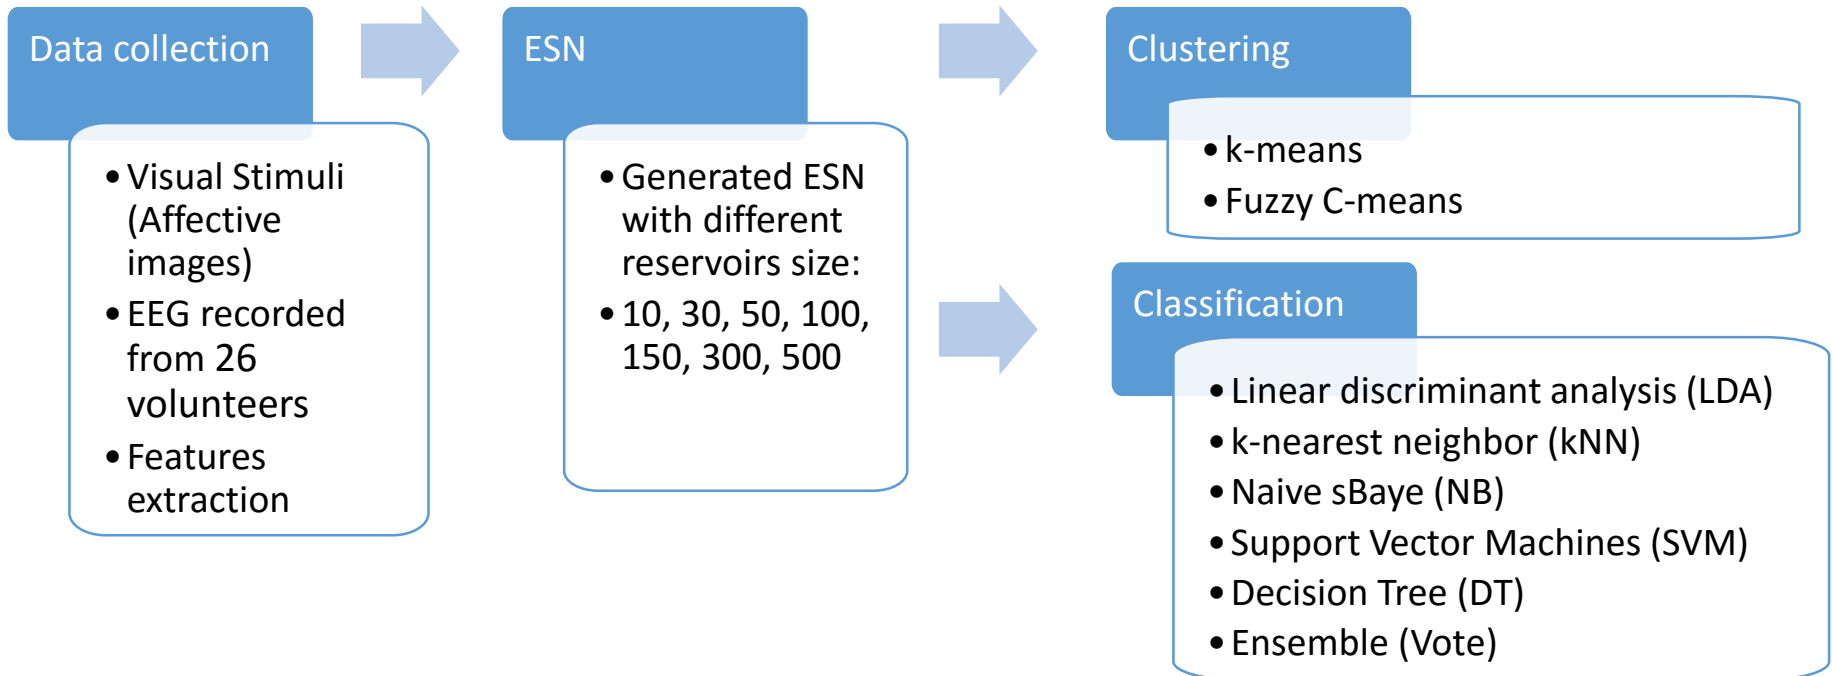 Data collection
• Visual Stimuli
(Affective
images)
• EEG recorded
from 26
volunteers
• Features
extraction
ESN
• Generated ESN
with different
reservoirs size:
• 10, 30, 50, 100,
150, 300, 500
Clustering
• k-means
• Fuzzy C-means
Classification
• Linear discriminant analysis (LDA)
• k-nearest neighbor (kNN)
• Naive sBaye (NB)
• Support Vector Machines (SVM)
• Decision Tree (DT)
• Ensemble (Vote)